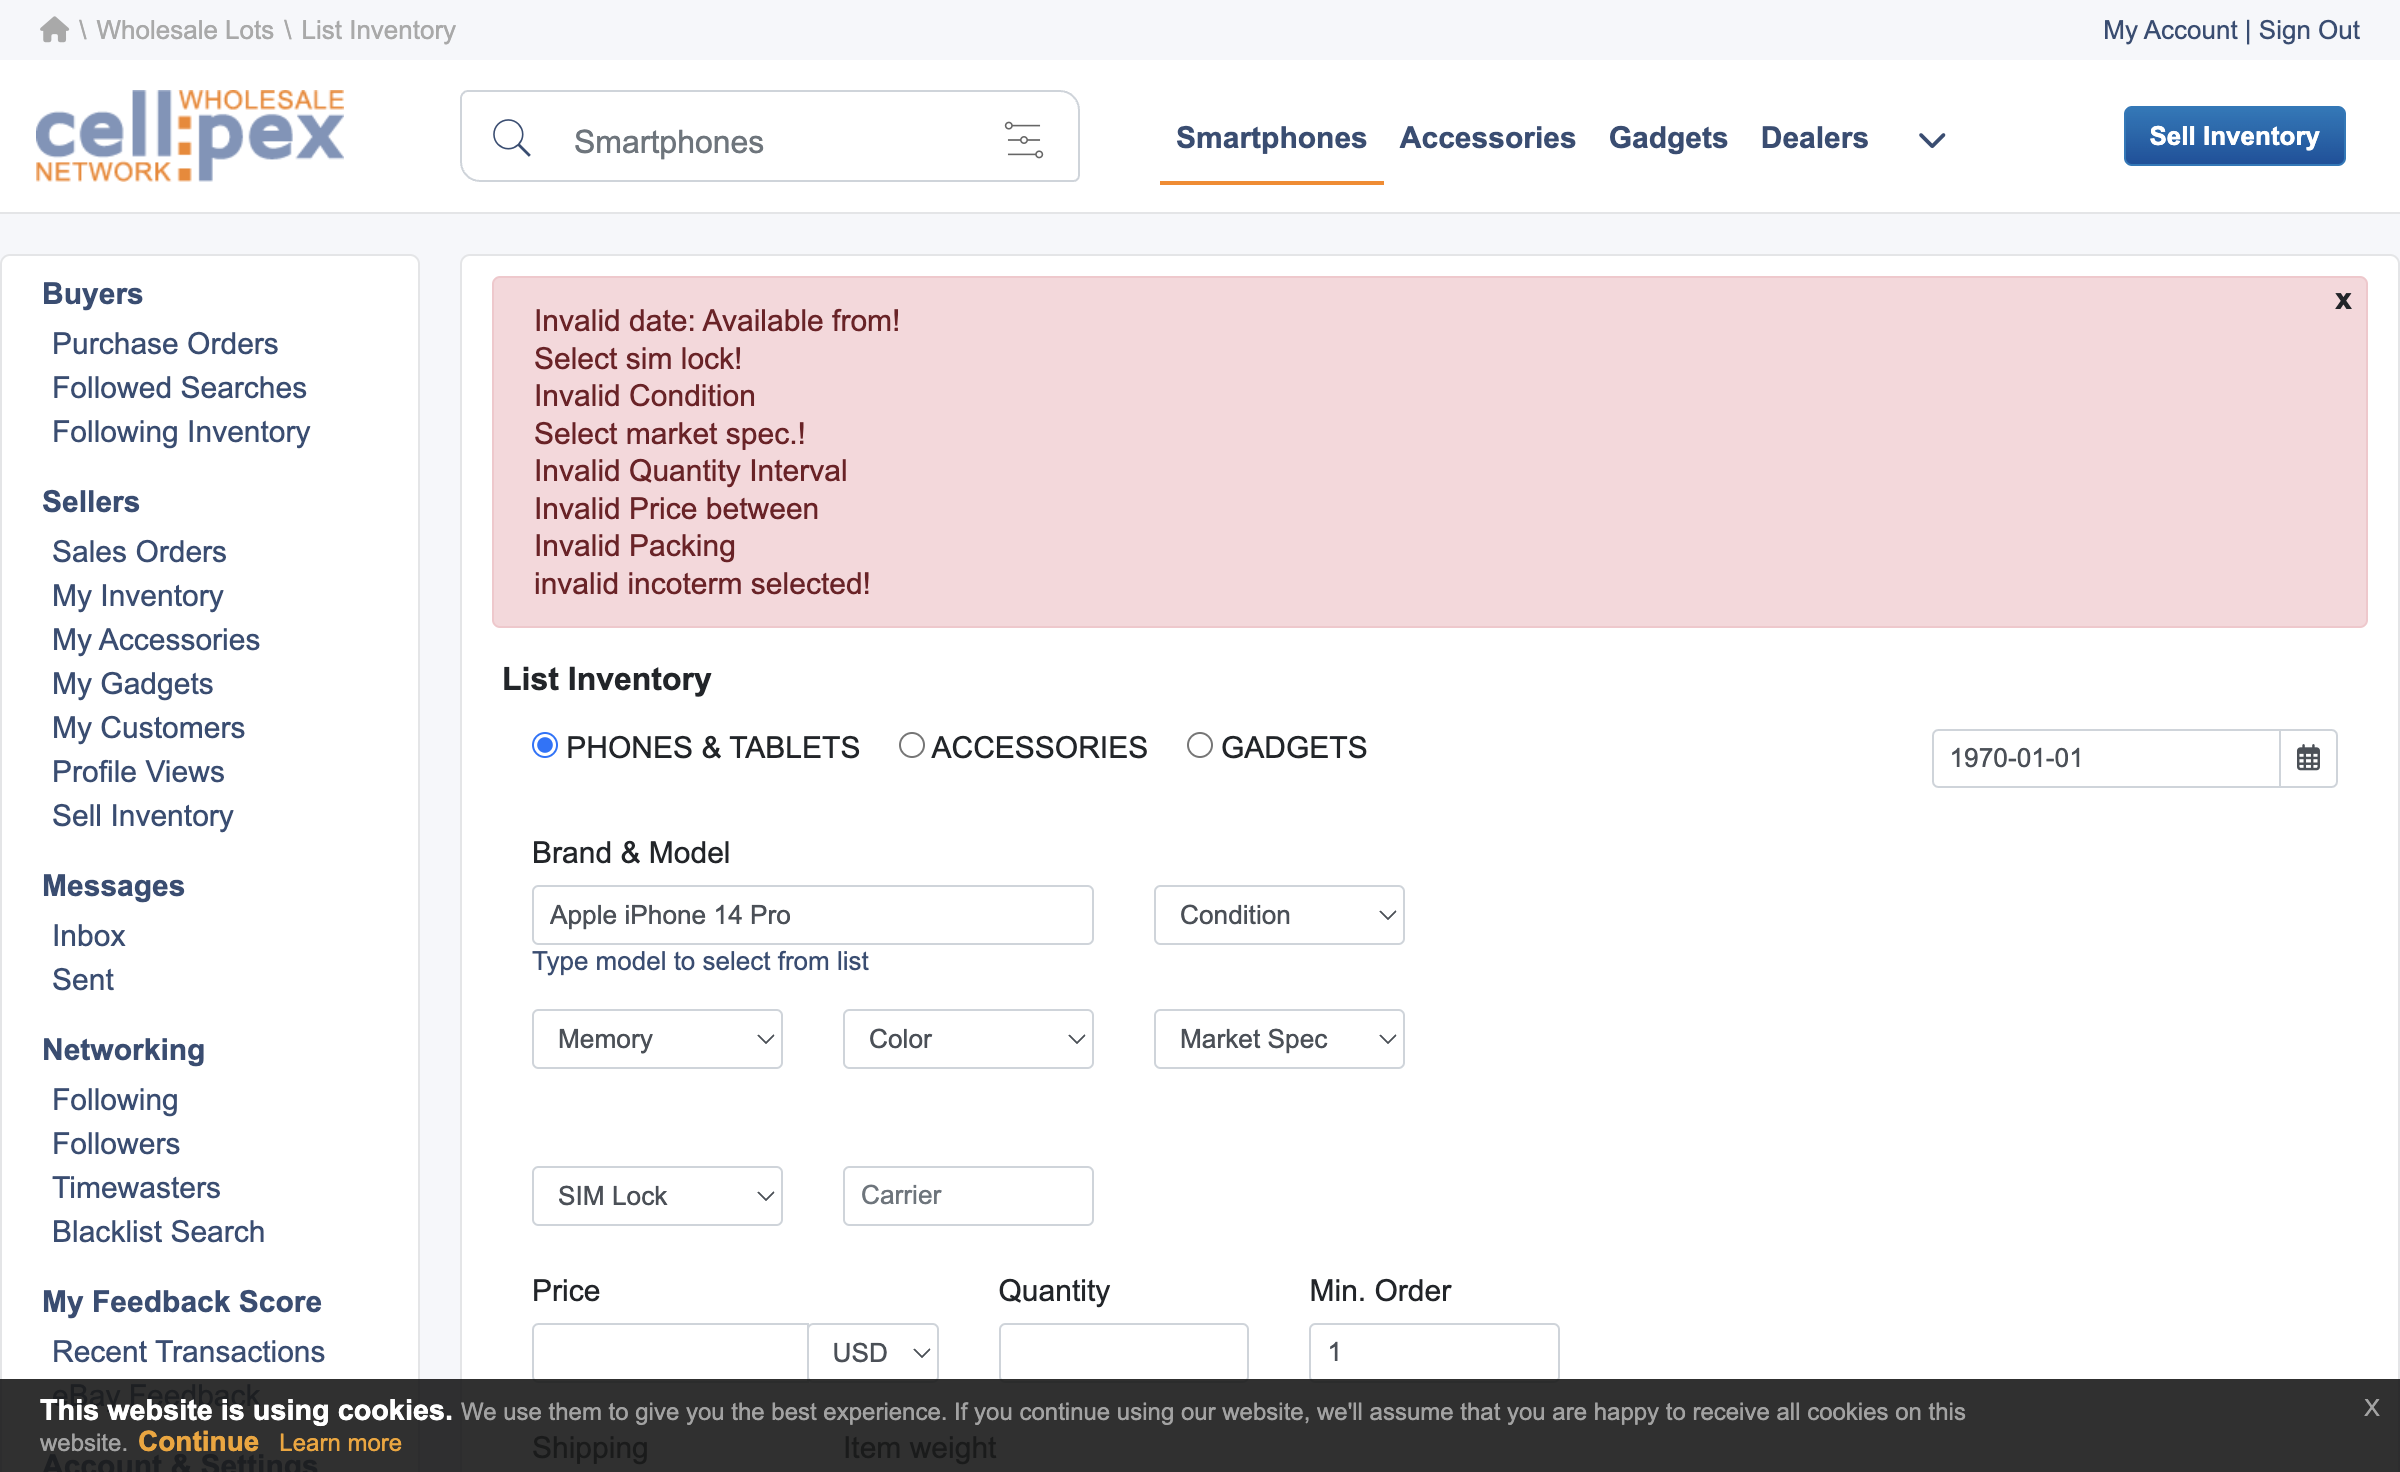 \ Wholesale Lots \ List Inventory
My Account | Sign Out
WHOLESALE
cell:pex
NETWORK
Smartphones
Smartphones
Accessories
Gadgets
Dealers
Sell Inventory
Buyers
Purchase Orders
Followed Searches
Following Inventory
Sellers
Sales Orders
My Inventory
My Accessories
My Gadgets
My Customers
Profile Views
Sell Inventory
Messages
Inbox
Sent
Networking
Following
Followers
Timewasters
Blacklist Search
My Feedback Score
Recent Transactions
eBay Feedback
Account & Settings
x
Invalid date: Available from!
Select sim lock!
Invalid Condition
Select market spec.!
Invalid Quantity Interval
Invalid Price between
Invalid Packing
invalid incoterm selected!
List Inventory
PHONES & TABLETS
ACCESSORIES
GADGETS
1970-01-01
Brand & Model
Apple iPhone 14 Pro
Condition
Type model to select from list
Memory
Color
Market Spec
SIM Lock
Carrier
Price
Quantity
Min. Order
USD
1
Shipping
Item weight
This website is using cookies. We use them to give you the best experience. If you continue using our website, we'll assume that you are happy to receive all cookies on this
website. Continue Learn more
X